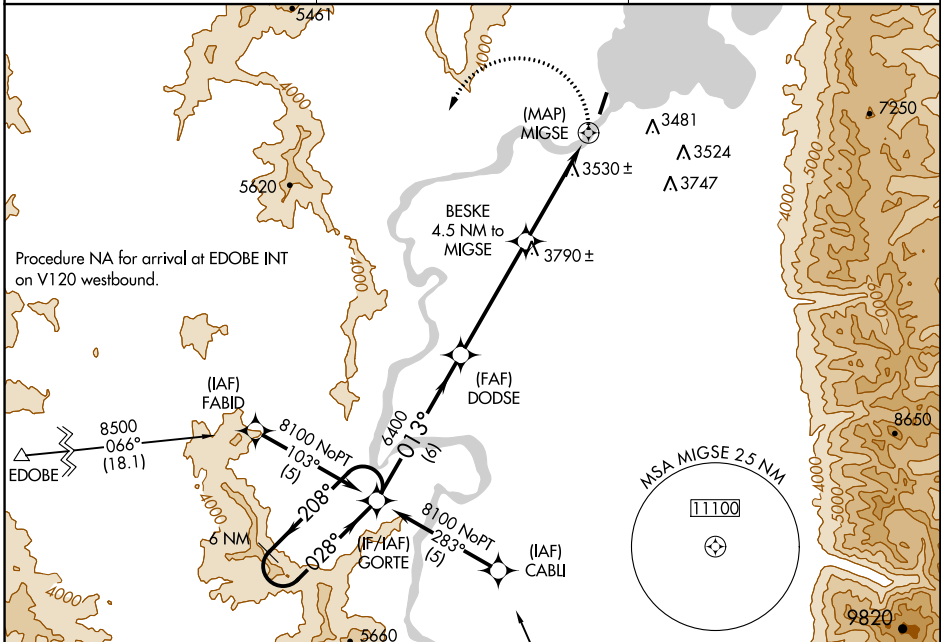 5461
4000
4000
7250
(MAP)
MIGSE
3481
3524
3530 ±
3747
5000
4000
5620
BESKE
4.5 NM to
MIGSE
3790 ±
Procedure NA for arrival at EDOBE INT
on V120 westbound.
4000
6000
(FAF)
DODSE
(IAF)
FABID
8500
066°
(18.1)
EDOBE
8100 NoPT
103°
(5)
6400
013°
(6)
8650
MSA MIGSE 25 NM
11100
4000
5000
4000
208°
028°
6 NM
(IF/IAF)
GORTE
8100 NoPT
283°
(5)
(IAF)
CABLI
4000
5660
9820